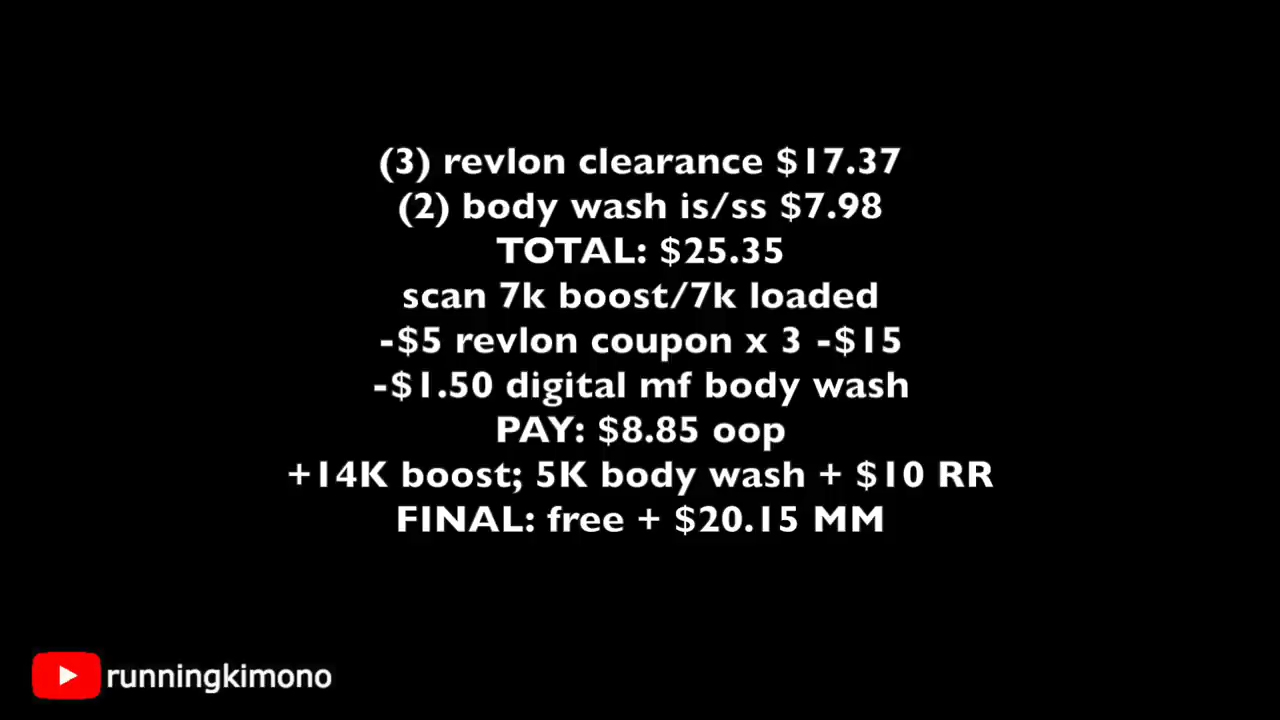 (3) revlon clearance $17.37
(2) body wash is/ss $7.98
TOTAL: $25.35
scan 7k boost/7k loaded
-$5 revlon coupon x 3 -$15
-$1.50 digital mf body wash
PAY: $8.85 oop
+14K boost; 5K body wash + $10 RR
FINAL: free + $20.15 MM
runningkimono